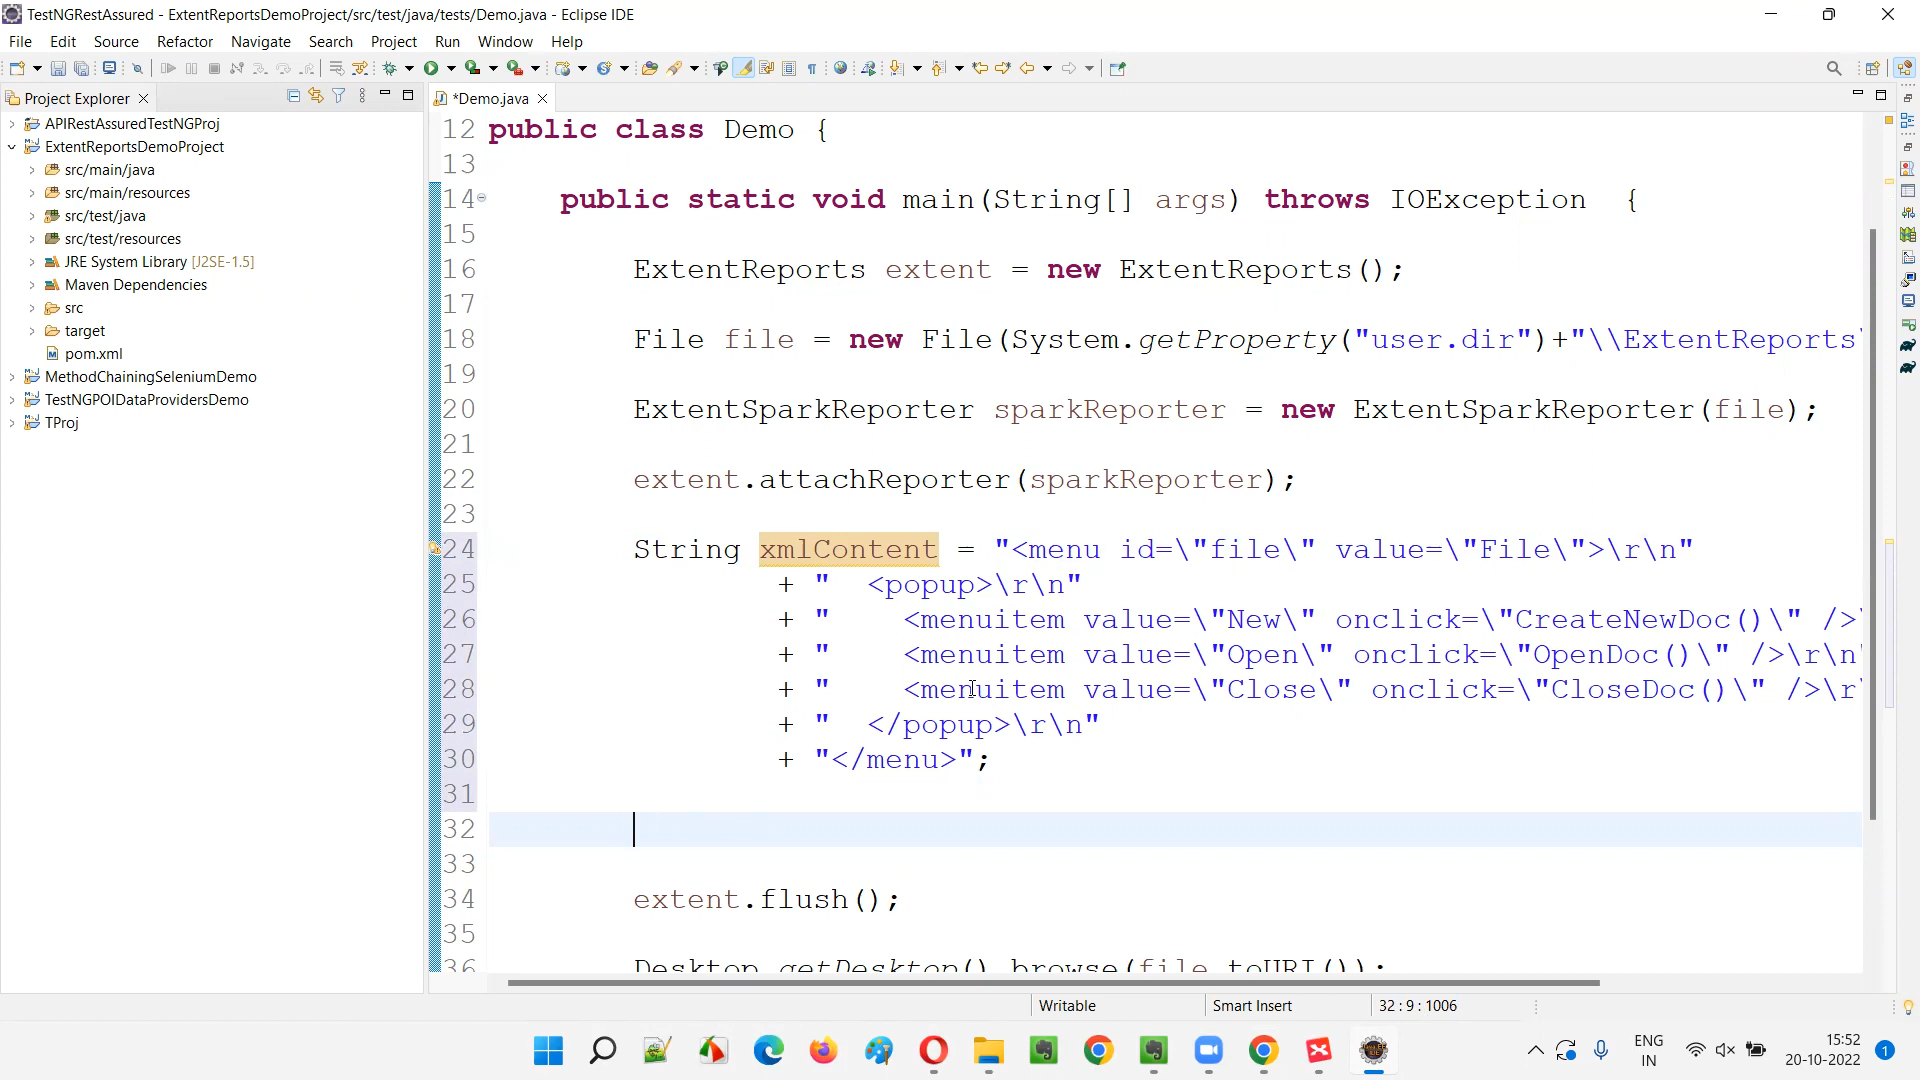 TestNGRestAssured - ExtentReportsDemoProject/src/test/java/tests/Demo.java - Eclipse IDE
File Edit Source Refactor Navigate Search Project Run Window Help
Project Explorer
*Demo.java
APIRestAssuredTestNGProj
ExtentReportsDemoProject
src/main/java
src/main/resources
src/test/java
src/test/resources
JRE System Library [J2SE-1.5]
Maven Dependencies
src
target
pom.xml
MethodChainingSeleniumDemo
TestNGPOIDataProvidersDemo
TProj
12 public class Demo {
13
14 public static void main(String[] args) throws IOException {
15
16 ExtentReports extent = new ExtentReports();
17
18 File file = new File(System.getProperty("user.dir")+"\\ExtentReports\
19
20 ExtentSparkReporter sparkReporter = new ExtentSparkReporter(file);
21
22 extent.attachReporter(sparkReporter);
23
24 String xmlContent = "<menu id=\"file\" value=\"File\">\r\n"
25 + "  <popup>\r\n"
26 + "    <menuitem value=\"New\" onclick=\"CreateNewDoc()\" />\
27 + "    <menuitem value=\"Open\" onclick=\"OpenDoc()\" />\r\n
28 + "    <menuitem value=\"Close\" onclick=\"CloseDoc()\" />\r\
29 + "  </popup>\r\n"
30 + "</menu>";
31
32
33
34 extent.flush();
35
36 Desktop.getDesktop().browse(file.toURI());
Writable Smart Insert 32 : 9 : 1006
ENG
IN
15:52
20-10-2022
1